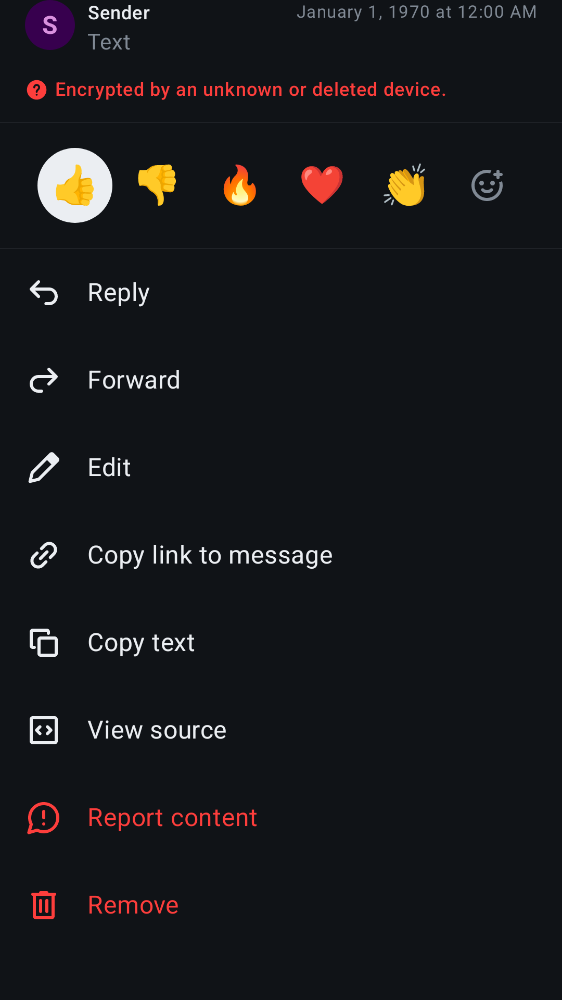 S
Sender
January 1, 1970 at 12:00 AM
Text
Encrypted by an unknown or deleted device.
Reply
Forward
Edit
Copy link to message
Copy text
View source
Report content
Remove